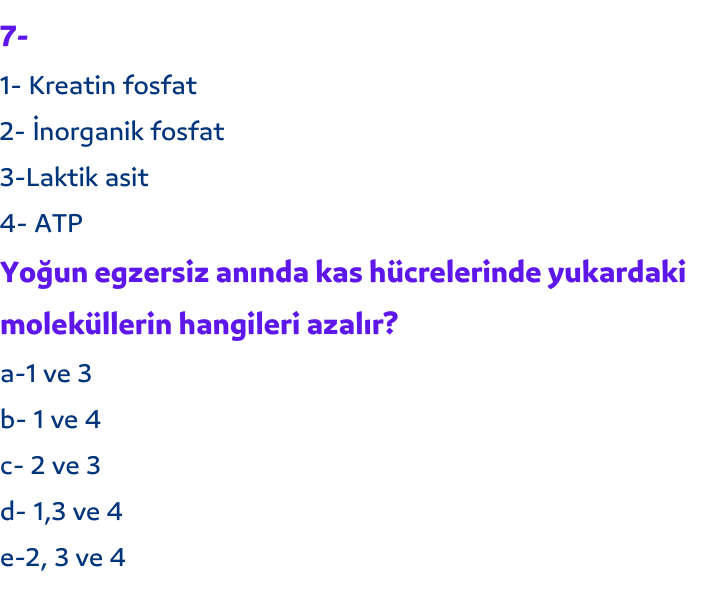 7-
1- Kreatin fosfat
2- İnorganik fosfat
3-Laktik asit
4- ATP
Yoğun egzersiz anında kas hücrelerinde yukardaki
moleküllerin hangileri azalır?
a-1 ve 3
b- 1 ve 4
c- 2 ve 3
d- 1,3 ve 4
e-2, 3 ve 4